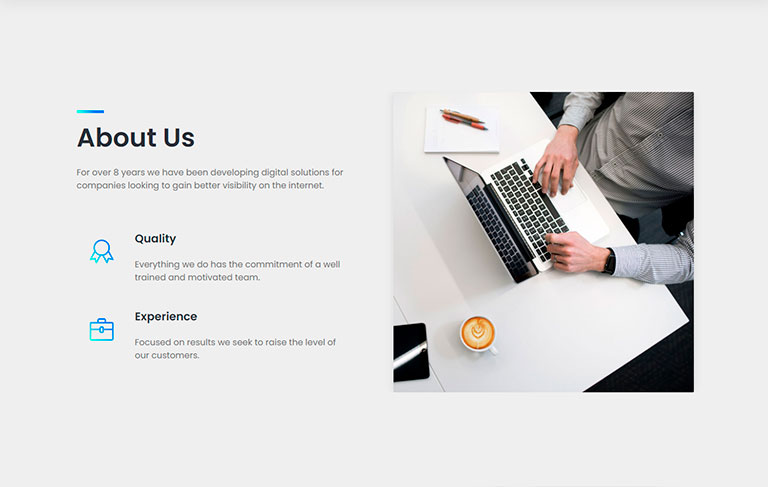 About Us
For over 8 years we have been developing digital solutions for
companies looking to gain better visibility on the internet.
Quality
Everything we do has the commitment of a well
trained and motivated team.
Experience
Focused on results we seek to raise the level of
our customers.